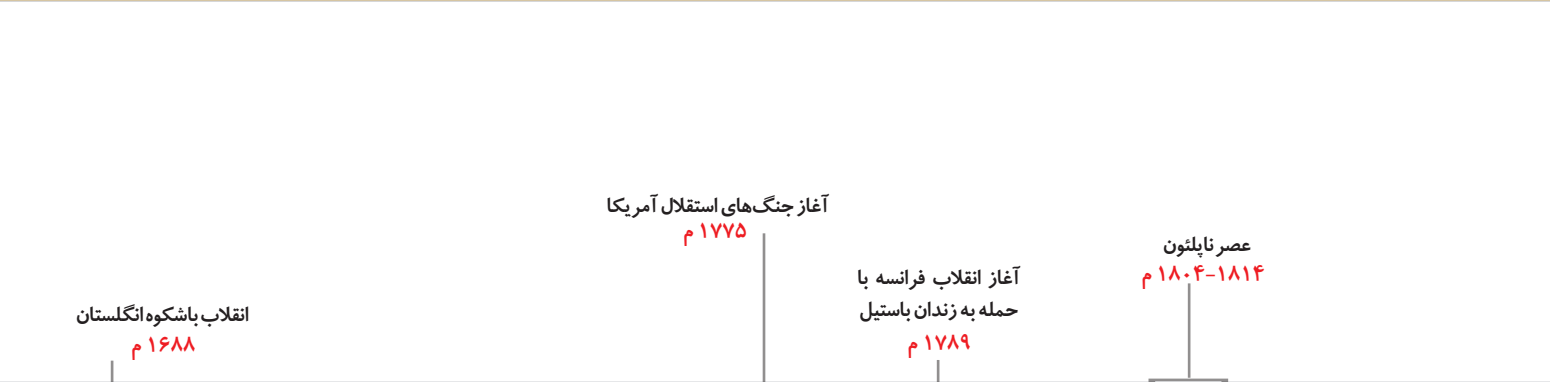 آغاز جنگ‌های استقلال آمریکا
۱۷۷۵ م
عصر ناپلئون
۱۸۰۴-۱۸۱۴ م
آغاز انقلاب فرانسه با
حمله به زندان باستیل
۱۷۸۹ م
انقلاب باشکوه انگلستان
۱۶۸۸ م